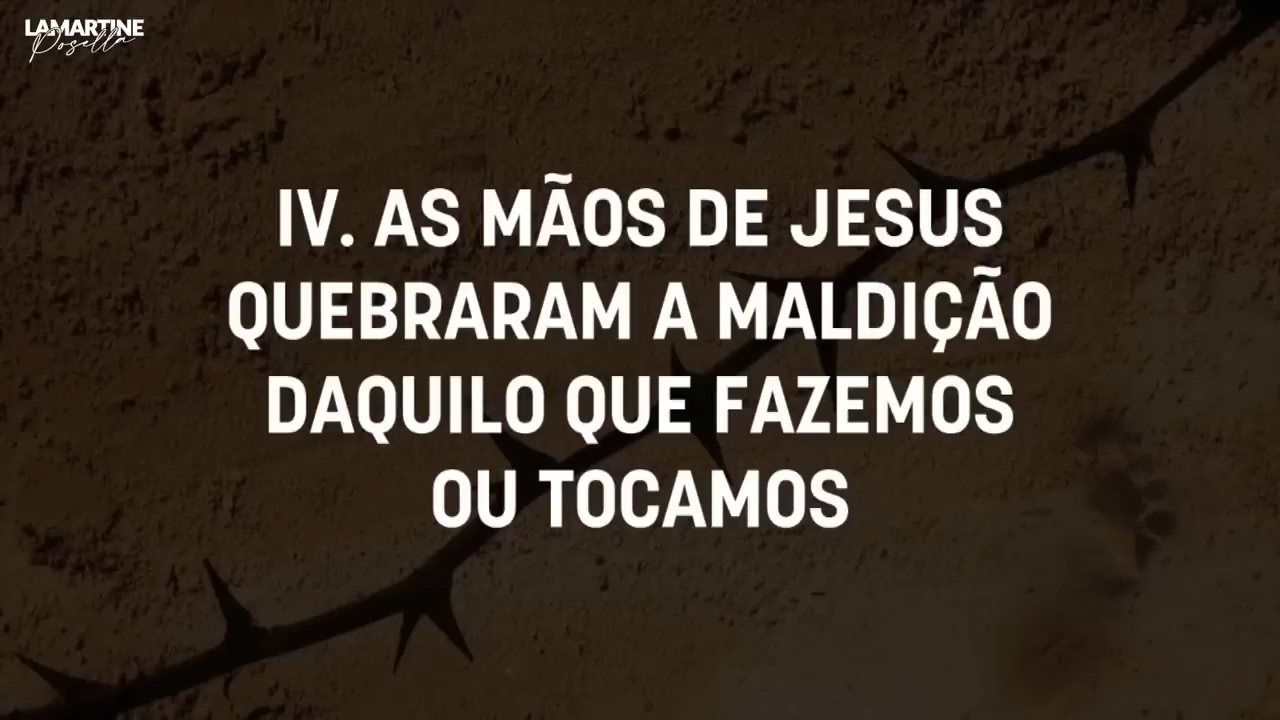 LAMARTINE
Posella
IV. AS MÃOS DE JESUS
QUEBRARAM A MALDIÇÃO
DAQUILO QUE FAZEMOS
OU TOCAMOS